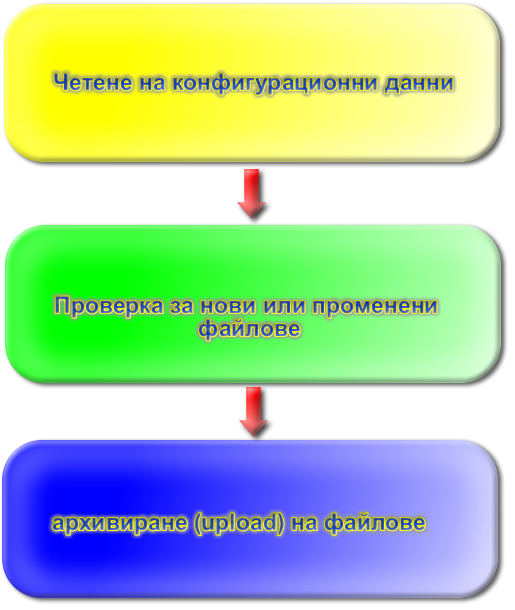 Четене на конфигурационни данни
Проверка за нови или променени
файлове
архивиране (upload) на файлове